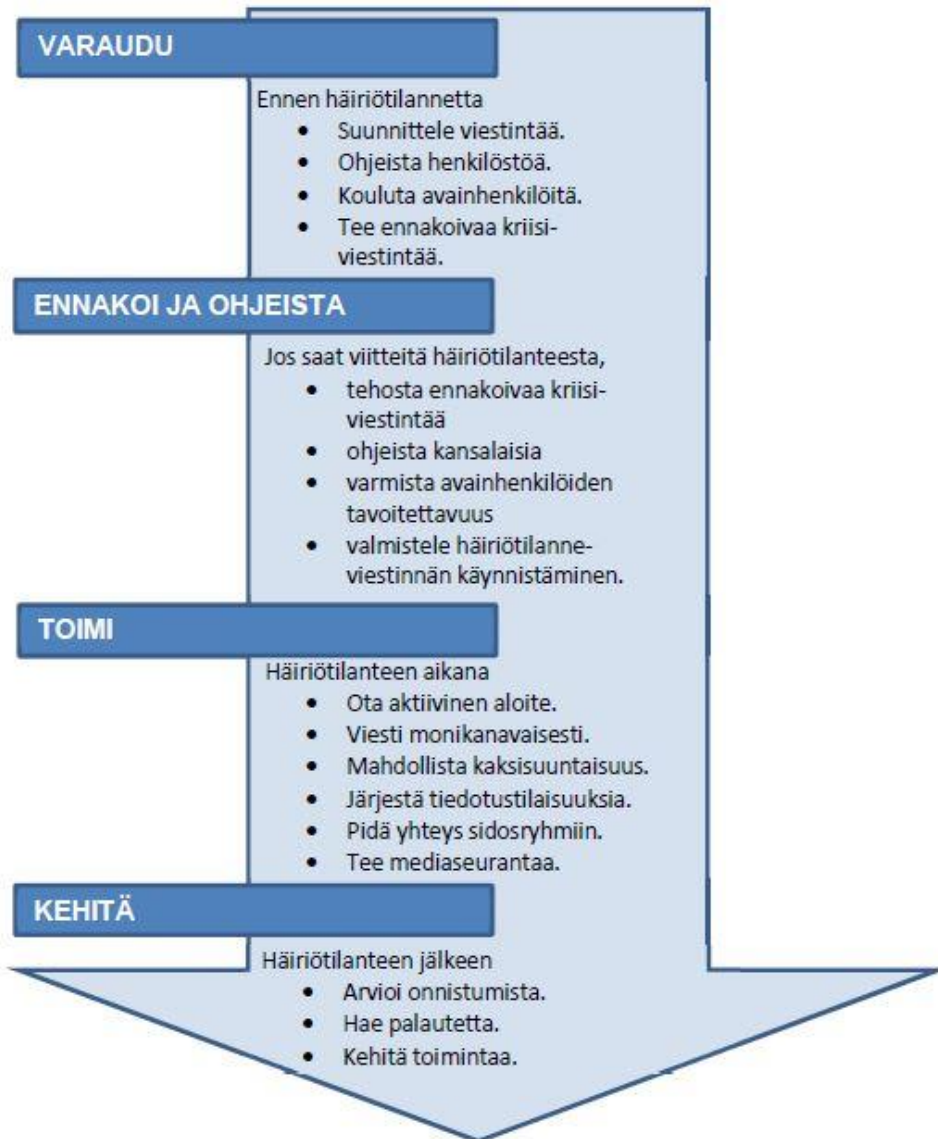 VARAUDU
Ennen häiriötilannetta
• Suunnittele viestintää.
• Ohjeista henkilöstöä.
• Kouluta avainhenkilöitä.
• Tee ennakoivaa kriisi-
viestintää.
ENNAKOI JA OHJEISTA
Jos saat viitteitä häiriötilanteesta,
• tehosta ennakoivaa kriisi-
viestintää
• ohjeista kansalaisia
• varmista avainhenkilöiden
tavoitettavuus
• valmistele häiriötilanne-
viestinnän käynnistäminen.
TOIMI
Häiriötilanteen aikana
• Ota aktiivinen aloite.
• Viesti monikanavaisesti.
• Mahdollista kaksisuuntaisuus.
• Järjestä tiedotustilaisuuksia.
• Pidä yhteys sidosryhmiin.
• Tee mediaseurantaa.
KEHITÄ
Häiriötilanteen jälkeen
• Arvioi onnistumista.
• Hae palautetta.
• Kehitä toimintaa.